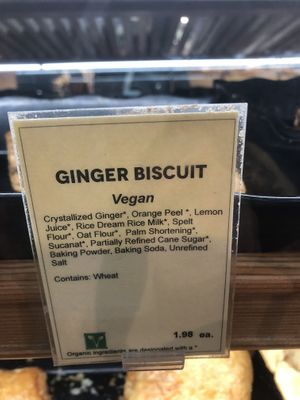 GINGER BISCUIT
Vegan
Crystallized Ginger*, Orange Peel *, Lemon
Juice*, Rice Dream Rice Milk*, Spelt
Flour*, Oat Flour*, Palm Shortening*,
Sucanat*, Partially Refined Cane Sugar*,
Baking Powder, Baking Soda, Unrefined
Salt
Contains: Wheat
1.98 ea.
Organic ingredients are designated with a *